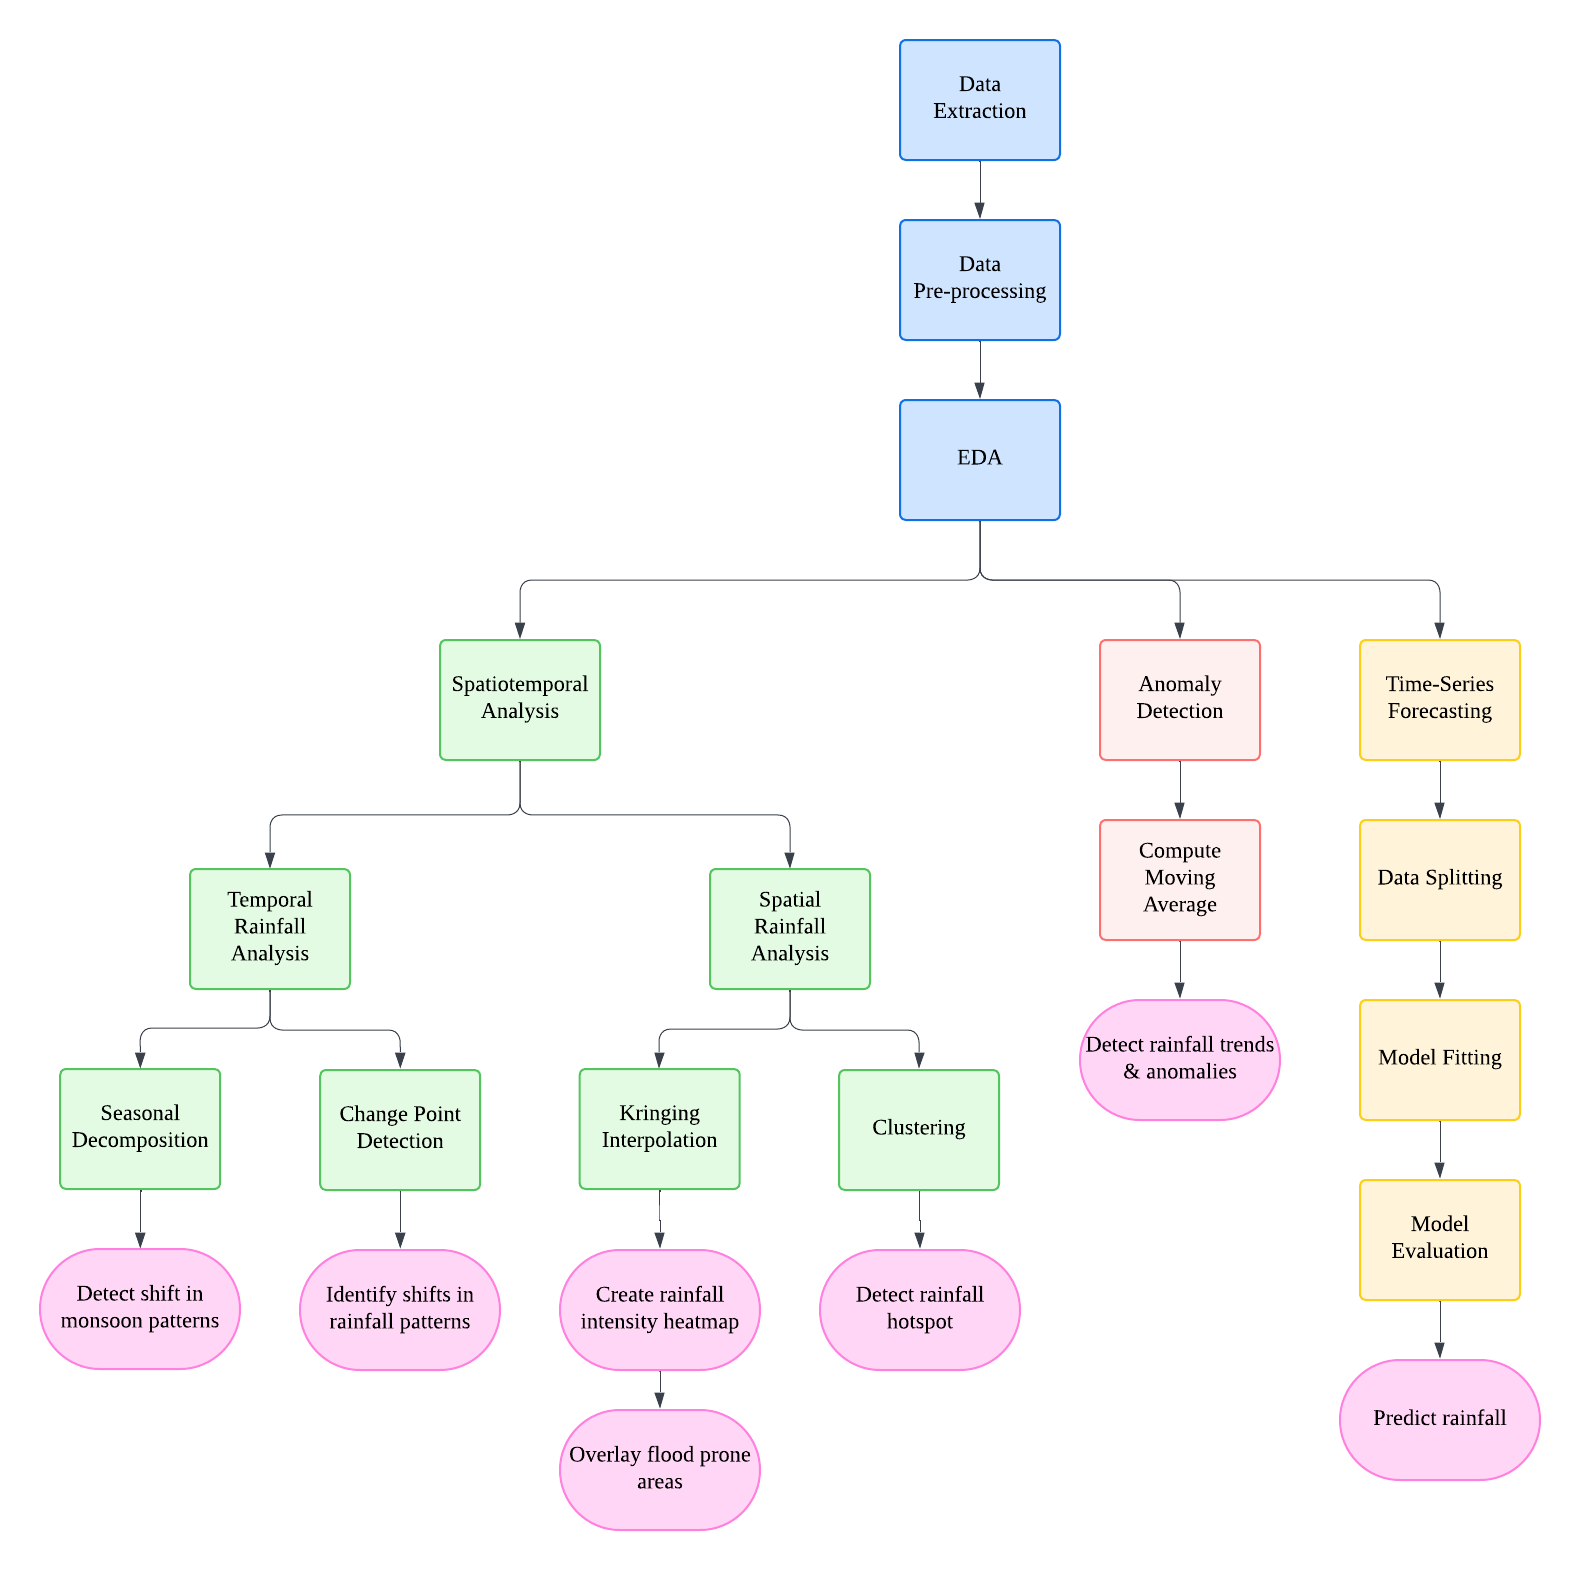 Data
Extraction
Data
Pre-processing
EDA
Spatiotemporal
Analysis
Anomaly
Detection
Time-Series
Forecasting
Temporal
Rainfall
Analysis
Spatial
Rainfall
Analysis
Compute
Moving
Average
Data Splitting
Seasonal
Decomposition
Change Point
Detection
Kringing
Interpolation
Clustering
Detect rainfall trends
& anomalies
Model Fitting
Detect shift in
monsoon patterns
Identify shifts in
rainfall patterns
Create rainfall
intensity heatmap
Detect rainfall
hotspot
Model
Evaluation
Overlay flood prone
areas
Predict rainfall